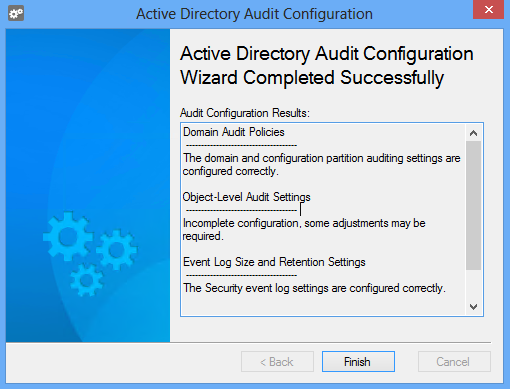 Active Directory Audit Configuration
Active Directory Audit Configuration
Wizard Completed Successfully
Audit Configuration Results:
Domain Audit Policies
-------------------------------------
The domain and configuration partition auditing settings are
configured correctly.
Object-Level Audit Settings
-------------------------------------
Incomplete configuration, some adjustments may be
required.
Event Log Size and Retention Settings
-------------------------------------
The Security event log settings are configured correctly.
< Back
Finish
Cancel